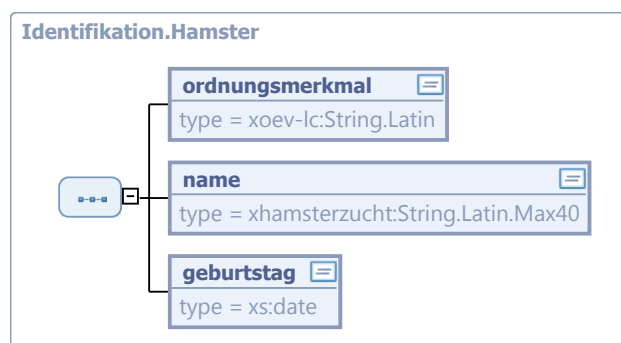 Identifikation.Hamster
ordnungsmerkmal
type = xoev-lc:String.Latin
name
type = xhamsterzucht:String.Latin.Max40
geburtstag
type = xs:date